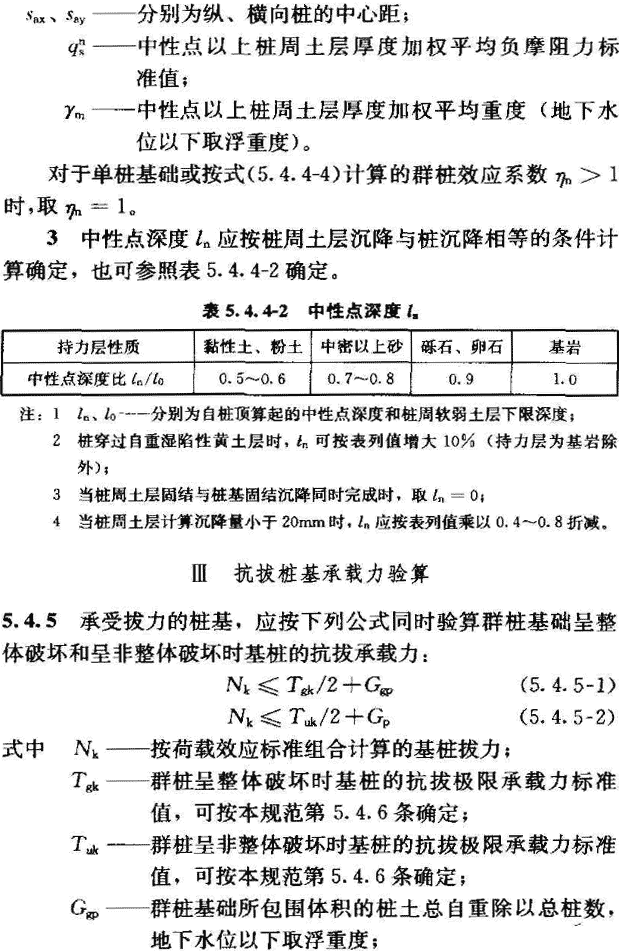 s_ax、s_ay——分别为纵、横向桩的中心距；
q_s^n——中性点以上桩周土层厚度加权平均负摩阻力标
准值；
γ_m——中性点以上桩周土层厚度加权平均重度（地下水
位以下取浮重度）。
对于单桩基础或按式(5.4.4-4)计算的群桩效应系数 η_n > 1
时,取 η_n = 1。
3 中性点深度 l_n 应按桩周土层沉降与桩沉降相等的条件计
算确定，也可参照表 5.4.4-2 确定。
表 5.4.4-2 中性点深度 l_n
持力层性质 黏性土、粉土 中密以上砂 砾石、卵石 基岩
中性点深度比 l_n/l_0 0.5～0.6 0.7～0.8 0.9 1.0
注：1 l_n、l_0——分别为自桩顶算起的中性点深度和桩周软弱土层下限深度；
2 桩穿过自重湿陷性黄土层时，l_n 可按表列值增大 10%（持力层为基岩除
外）；
3 当桩周土层固结与桩基固结沉降同时完成时，取 l_n = 0；
4 当桩周土层计算沉降量小于 20mm 时，l_n 应按表列值乘以 0.4～0.8 折减。
Ⅲ 抗拔桩基承载力验算
5.4.5 承受拔力的桩基，应按下列公式同时验算群桩基础呈整
体破坏和呈非整体破坏时基桩的抗拔承载力：
N_k ≤ T_gk/2 + G_gp (5.4.5-1)
N_k ≤ T_uk/2 + G_p (5.4.5-2)
式中 N_k——按荷载效应标准组合计算的基桩拔力；
T_gk——群桩呈整体破坏时基桩的抗拔极限承载力标准
值，可按本规范第 5.4.6 条确定；
T_uk——群桩呈非整体破坏时基桩的抗拔极限承载力标准
值，可按本规范第 5.4.6 条确定；
G_gp——群桩基础所包围体积的桩土总自重除以总桩数，
地下水位以下取浮重度；